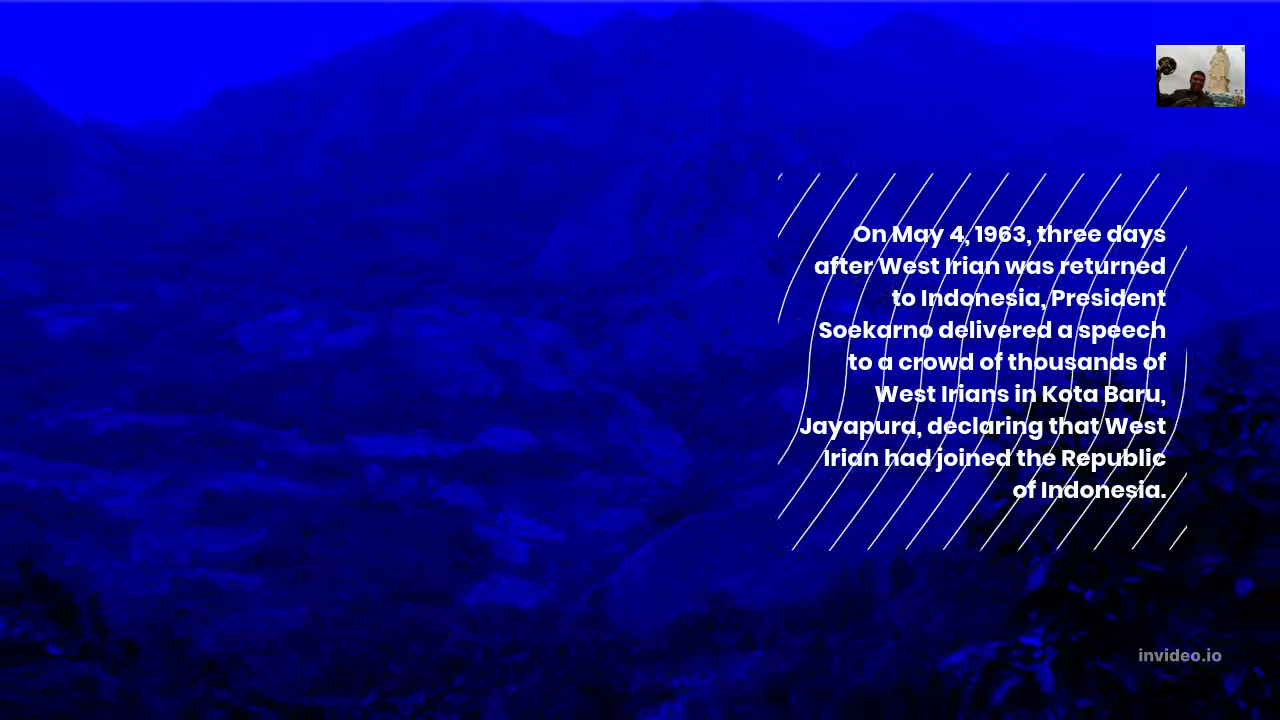 On May 4, 1963, three days
after West Irian was returned
to Indonesia, President
Soekarno delivered a speech
to a crowd of thousands of
West Irians in Kota Baru,
Jayapura, declaring that West
Irian had joined the Republic
of Indonesia.
invideo.io